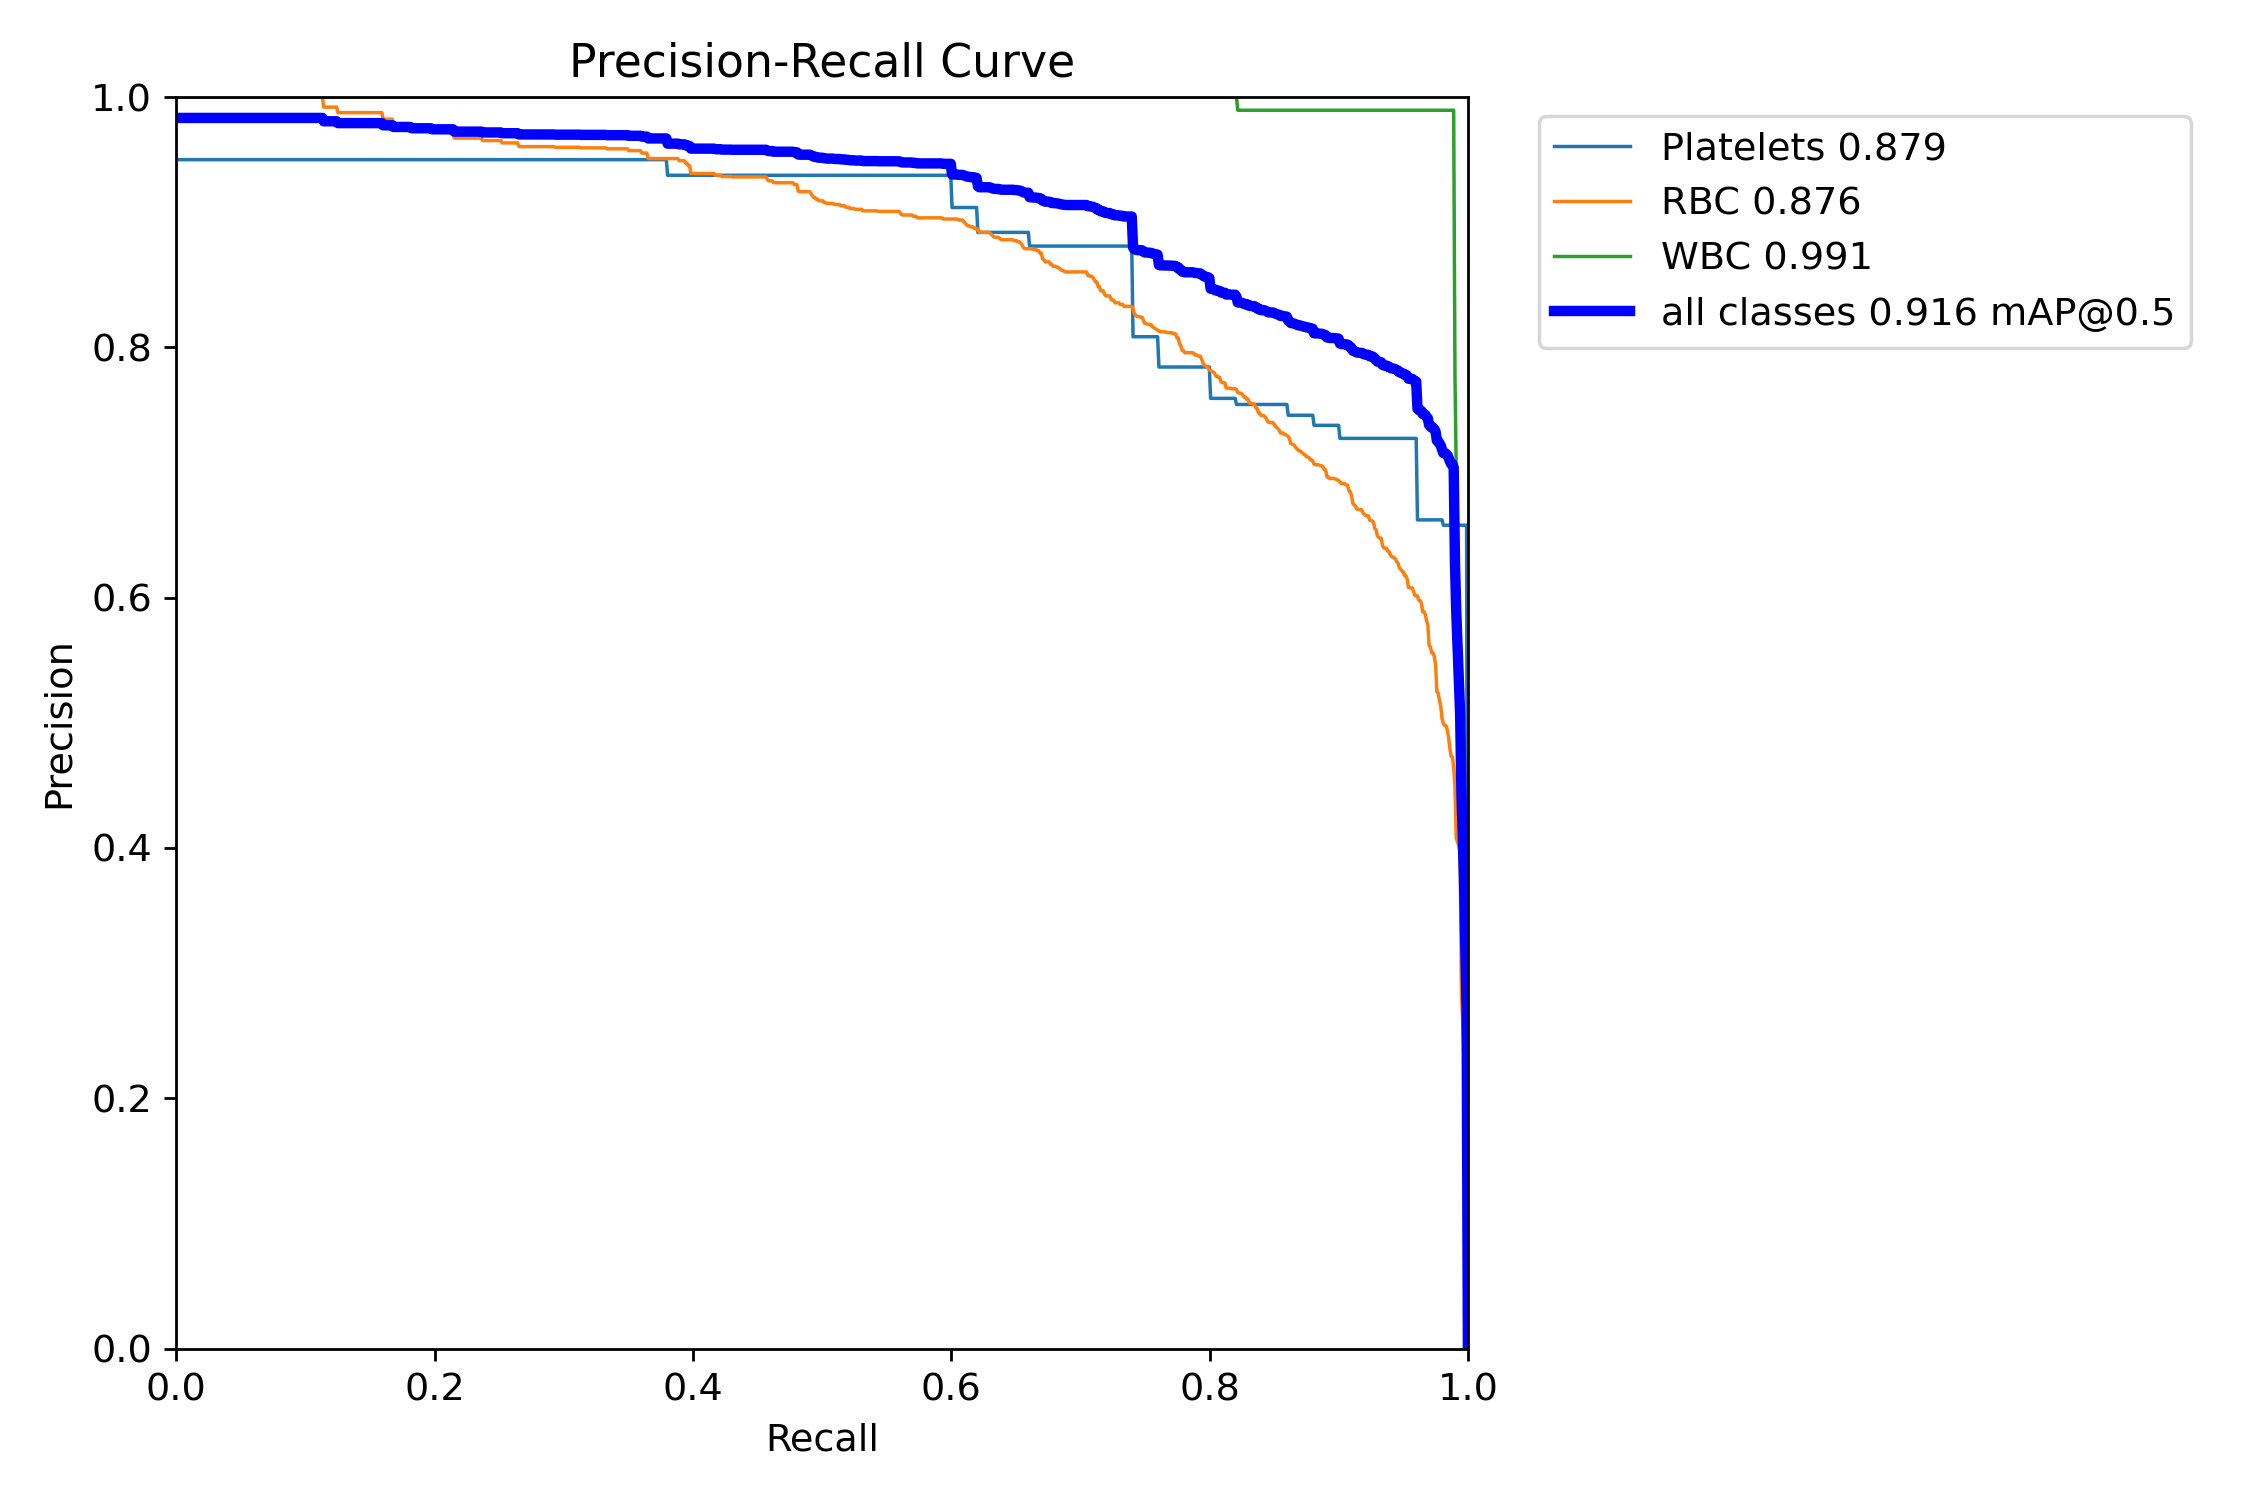 Precision-Recall Curve
1.0
0.8
0.6
0.4
0.2
0.0
Precision
0.0 0.2 0.4 0.6 0.8 1.0
Recall
Platelets 0.879
RBC 0.876
WBC 0.991
all classes 0.916 mAP@0.5